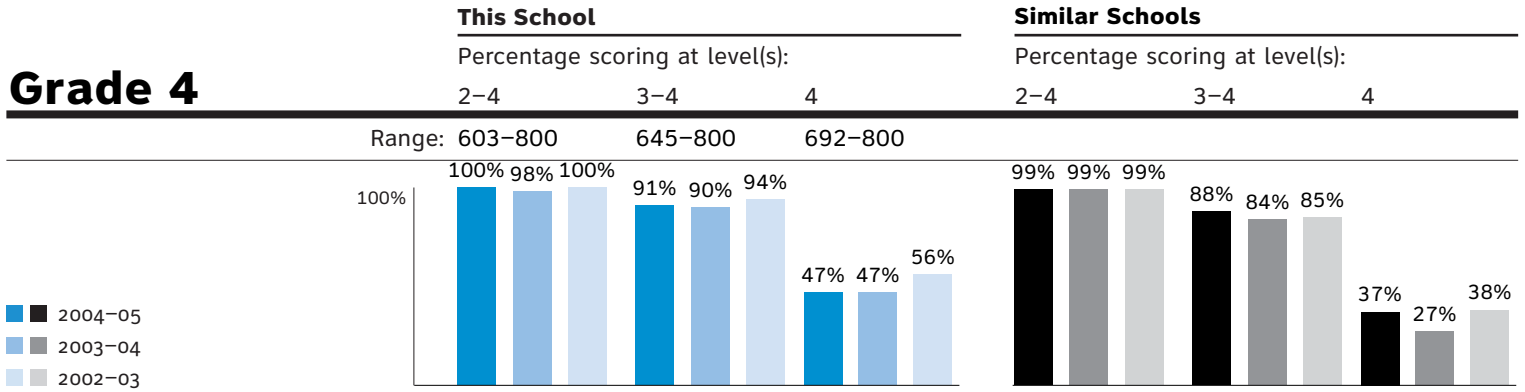 This School Similar Schools
Percentage scoring at level(s): Percentage scoring at level(s):
Grade 4 2–4 3–4 4 2–4 3–4 4
Range: 603–800 645–800 692–800
100% 98% 100% 91% 90% 94% 47% 47% 56% 99% 99% 99% 88% 84% 85% 37% 27% 38%
100%
2004–05
2003–04
2002–03